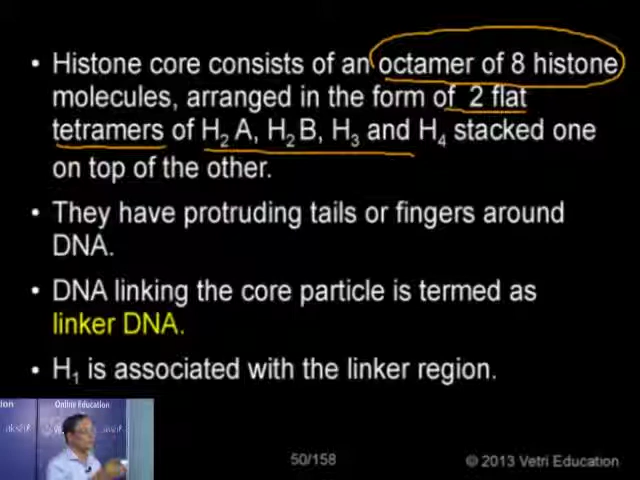 • Histone core consists of an octamer of 8 histone
molecules, arranged in the form of 2 flat
tetramers of H₂ A, H₂ B, H₃ and H₄ stacked one
on top of the other.
• They have protruding tails or fingers around
DNA.
• DNA linking the core particle is termed as
linker DNA.
• H₁ is associated with the linker region.
Online Education
50/158
© 2013 Vetri Education